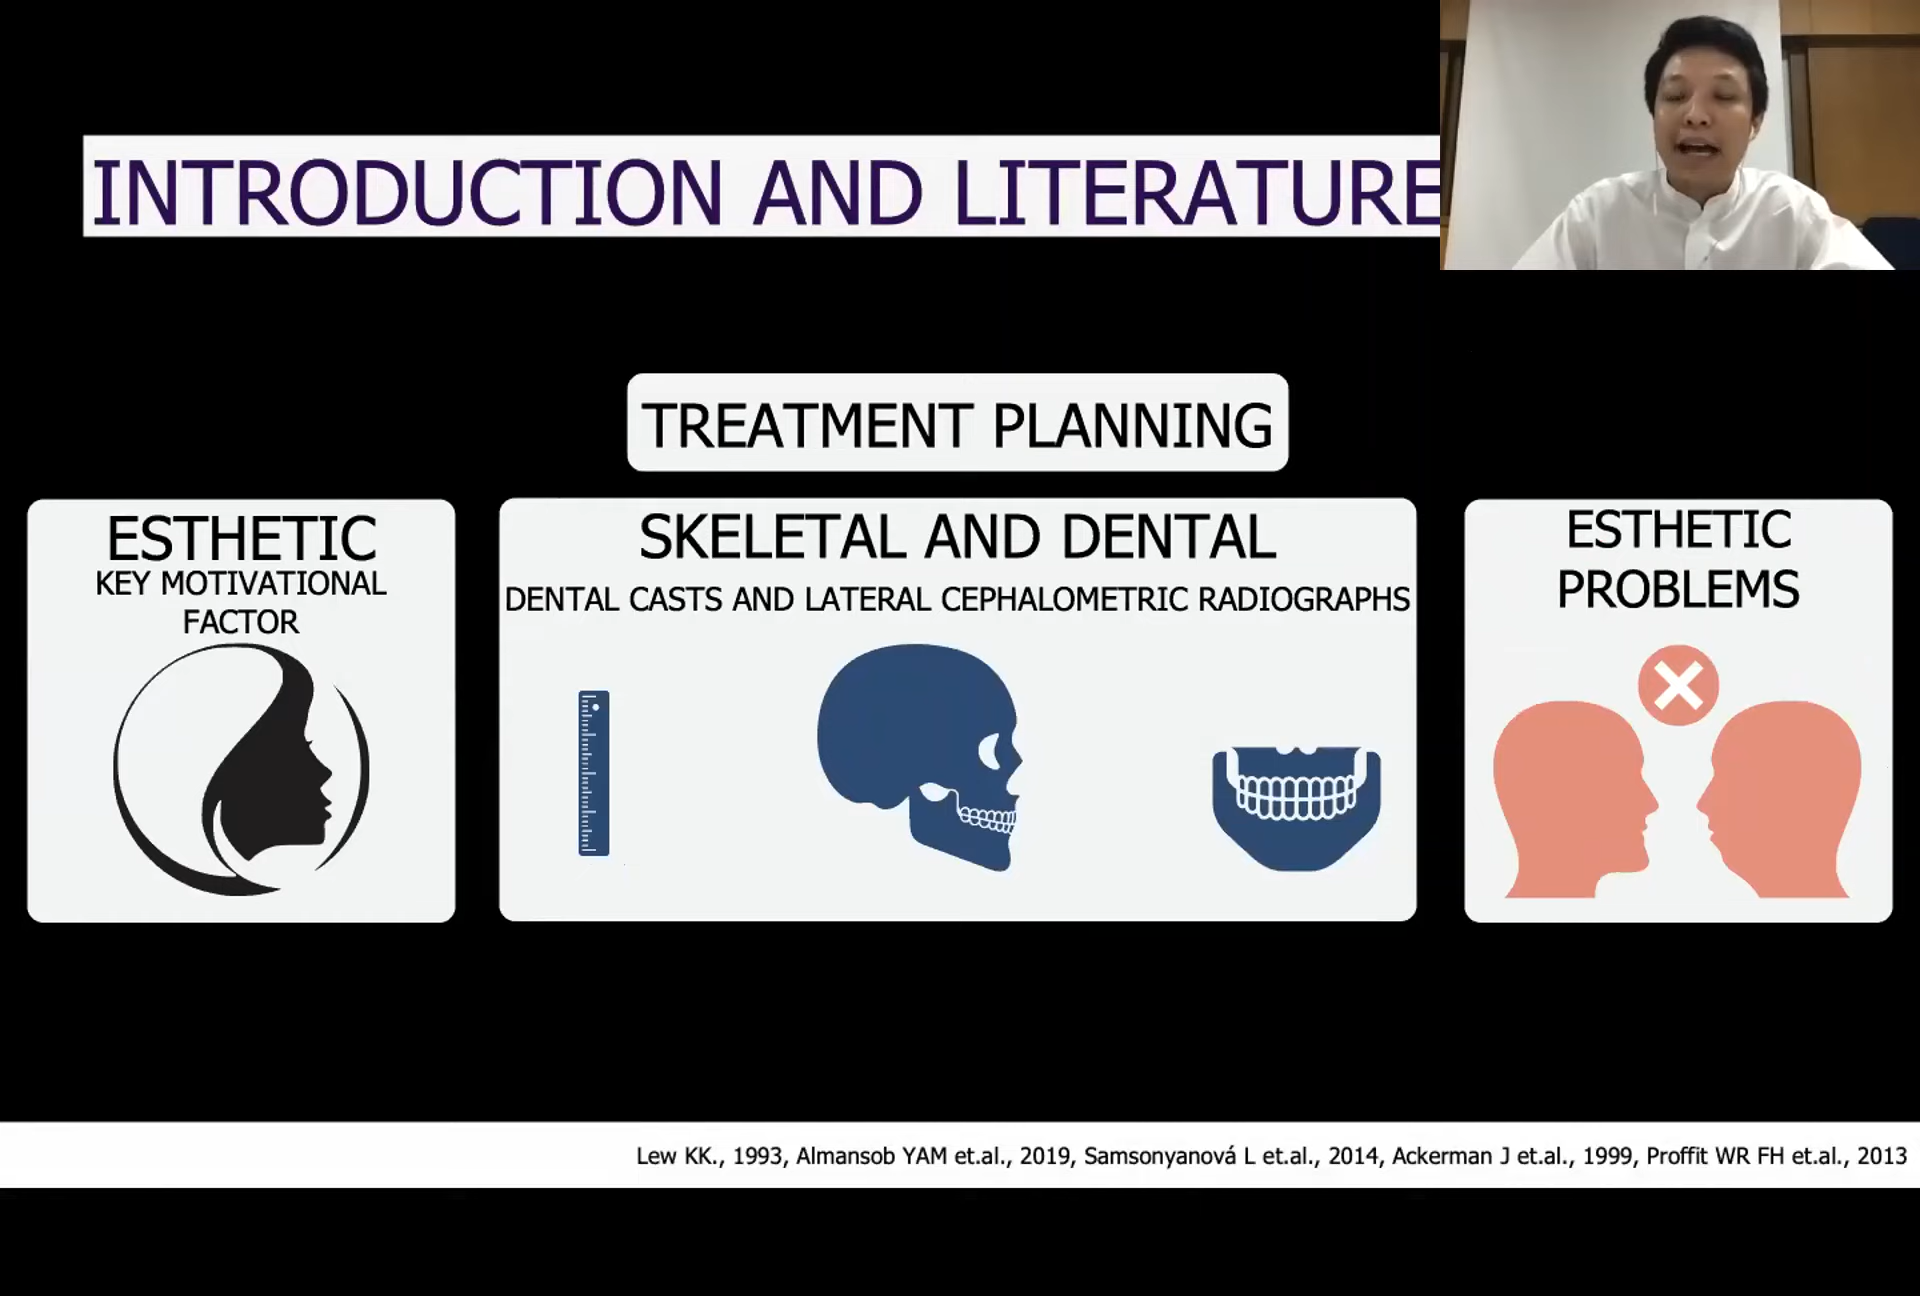 INTRODUCTION AND LITERATURE
TREATMENT PLANNING
ESTHETIC
KEY MOTIVATIONAL
FACTOR
SKELETAL AND DENTAL
DENTAL CASTS AND LATERAL CEPHALOMETRIC RADIOGRAPHS
ESTHETIC
PROBLEMS
Lew KK., 1993, Almansob YAM et.al., 2019, Samsonyanová L et.al., 2014, Ackerman J et.al., 1999, Proffit WR FH et.al., 2013